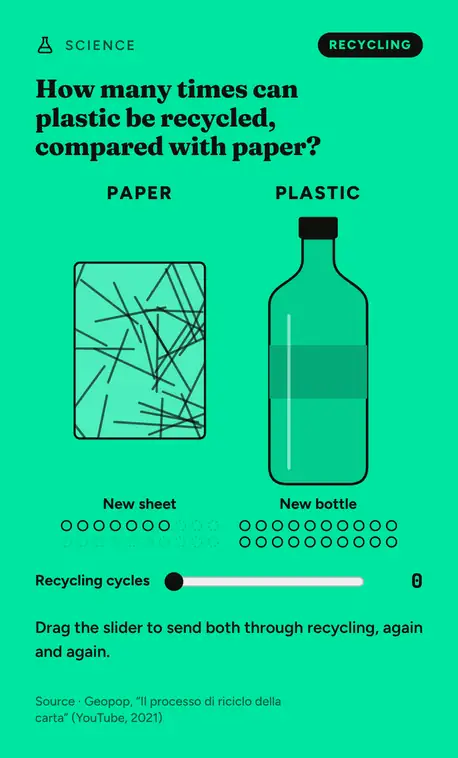 SCIENCE
RECYCLING
How many times can
plastic be recycled,
compared with paper?
PAPER
PLASTIC
New sheet
New bottle
Recycling cycles
0
Drag the slider to send both through recycling, again
and again.
Source · Geopop, “Il processo di riciclo della
carta” (YouTube, 2021)